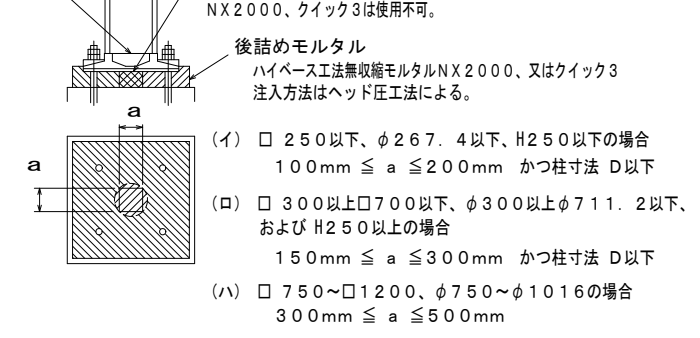 NX2000、クイック3は使用不可。
後詰めモルタル
ハイベース工法無収縮モルタルNX2000、又はクイック3
注入方法はヘッド圧工法による。
a
a
(イ) □ 250以下、φ267.4以下、H250以下の場合
100mm ≦ a ≦200mm かつ柱寸法 D以下
(ロ) □ 300以上□700以下、φ300以上φ711.2以下、
および H250以上の場合
150mm ≦ a ≦300mm かつ柱寸法 D以下
(ハ) □ 750~□1200、φ750~φ1016の場合
300mm ≦ a ≦500mm